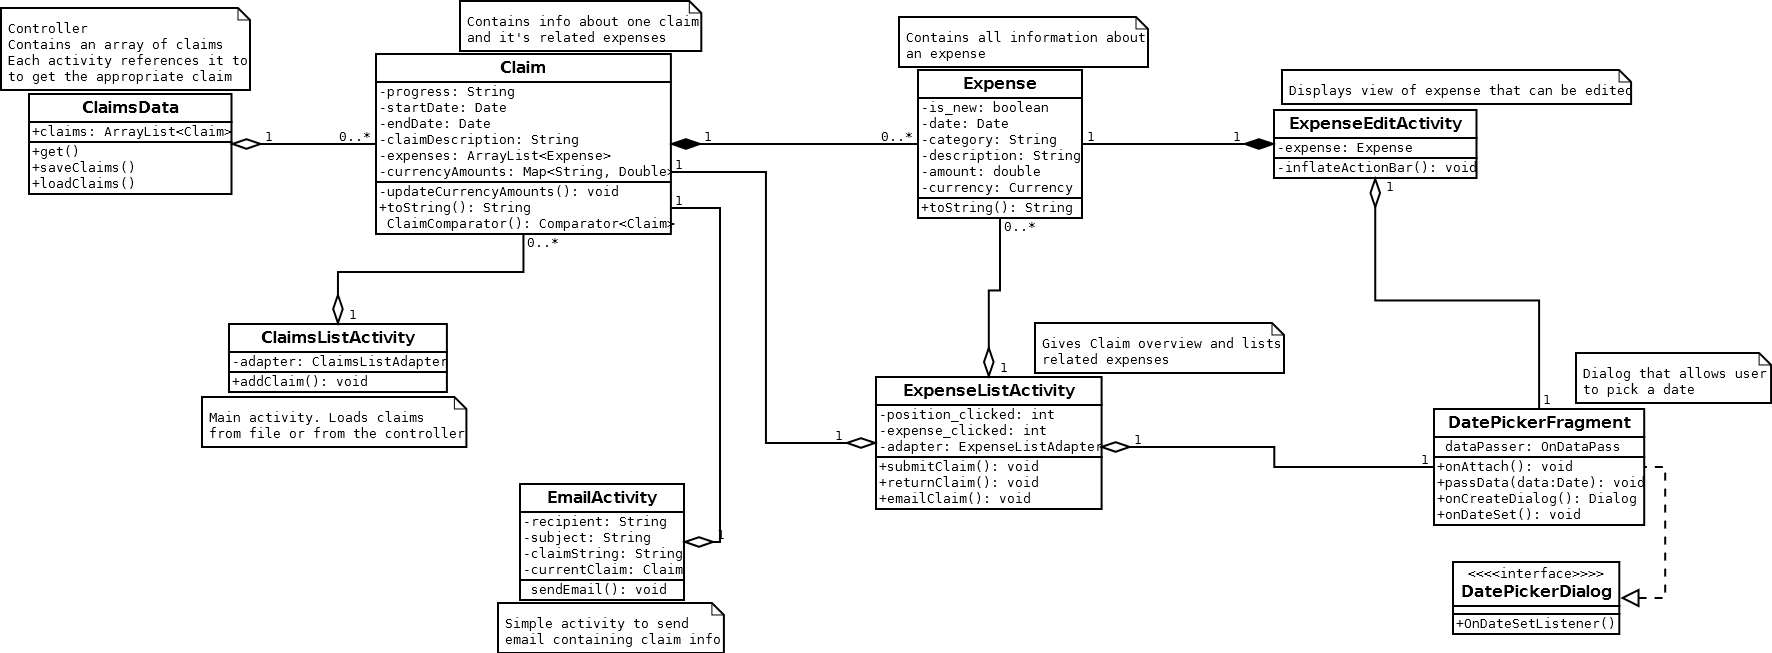 Controller
Contains an array of claims
Each activity references it to
to get the appropriate claim
ClaimsData
+claims: ArrayList<Claim>
+get()
+saveClaims()
+loadClaims()
1
0..*
Contains info about one claim
and it's related expenses
Claim
-progress: String
-startDate: Date
-endDate: Date
-claimDescription: String
-expenses: ArrayList<Expense>
-currencyAmounts: Map<String, Double>
-updateCurrencyAmounts(): void
+toString(): String
ClaimComparator(): Comparator<Claim>
1
0..*
1
1
0..*
1
Contains all information about
an expense
Expense
-is_new: boolean
-date: Date
-category: String
-description: String
-amount: double
-currency: Currency
+toString(): String
1
1
0..*
Displays view of expense that can be edited
ExpenseEditActivity
-expense: Expense
-inflateActionBar(): void
1
ClaimsListActivity
-adapter: ClaimsListAdapter
+addClaim(): void
Main activity. Loads claims
from file or from the controller
Gives Claim overview and lists
related expenses
1
ExpenseListActivity
-position_clicked: int
-expense_clicked: int
-adapter: ExpenseListAdapter
+submitClaim(): void
+returnClaim(): void
+emailClaim(): void
1
1
1
Dialog that allows user
to pick a date
1
DatePickerFragment
dataPasser: OnDataPass
+onAttach(): void
+passData(data:Date): void
+onCreateDialog(): Dialog
+onDateSet(): void
EmailActivity
-recipient: String
-subject: String
-claimString: String
-currentClaim: Claim
sendEmail(): void
1
Simple activity to send
email containing claim info
<<<<interface>>>>
DatePickerDialog
+OnDateSetListener()